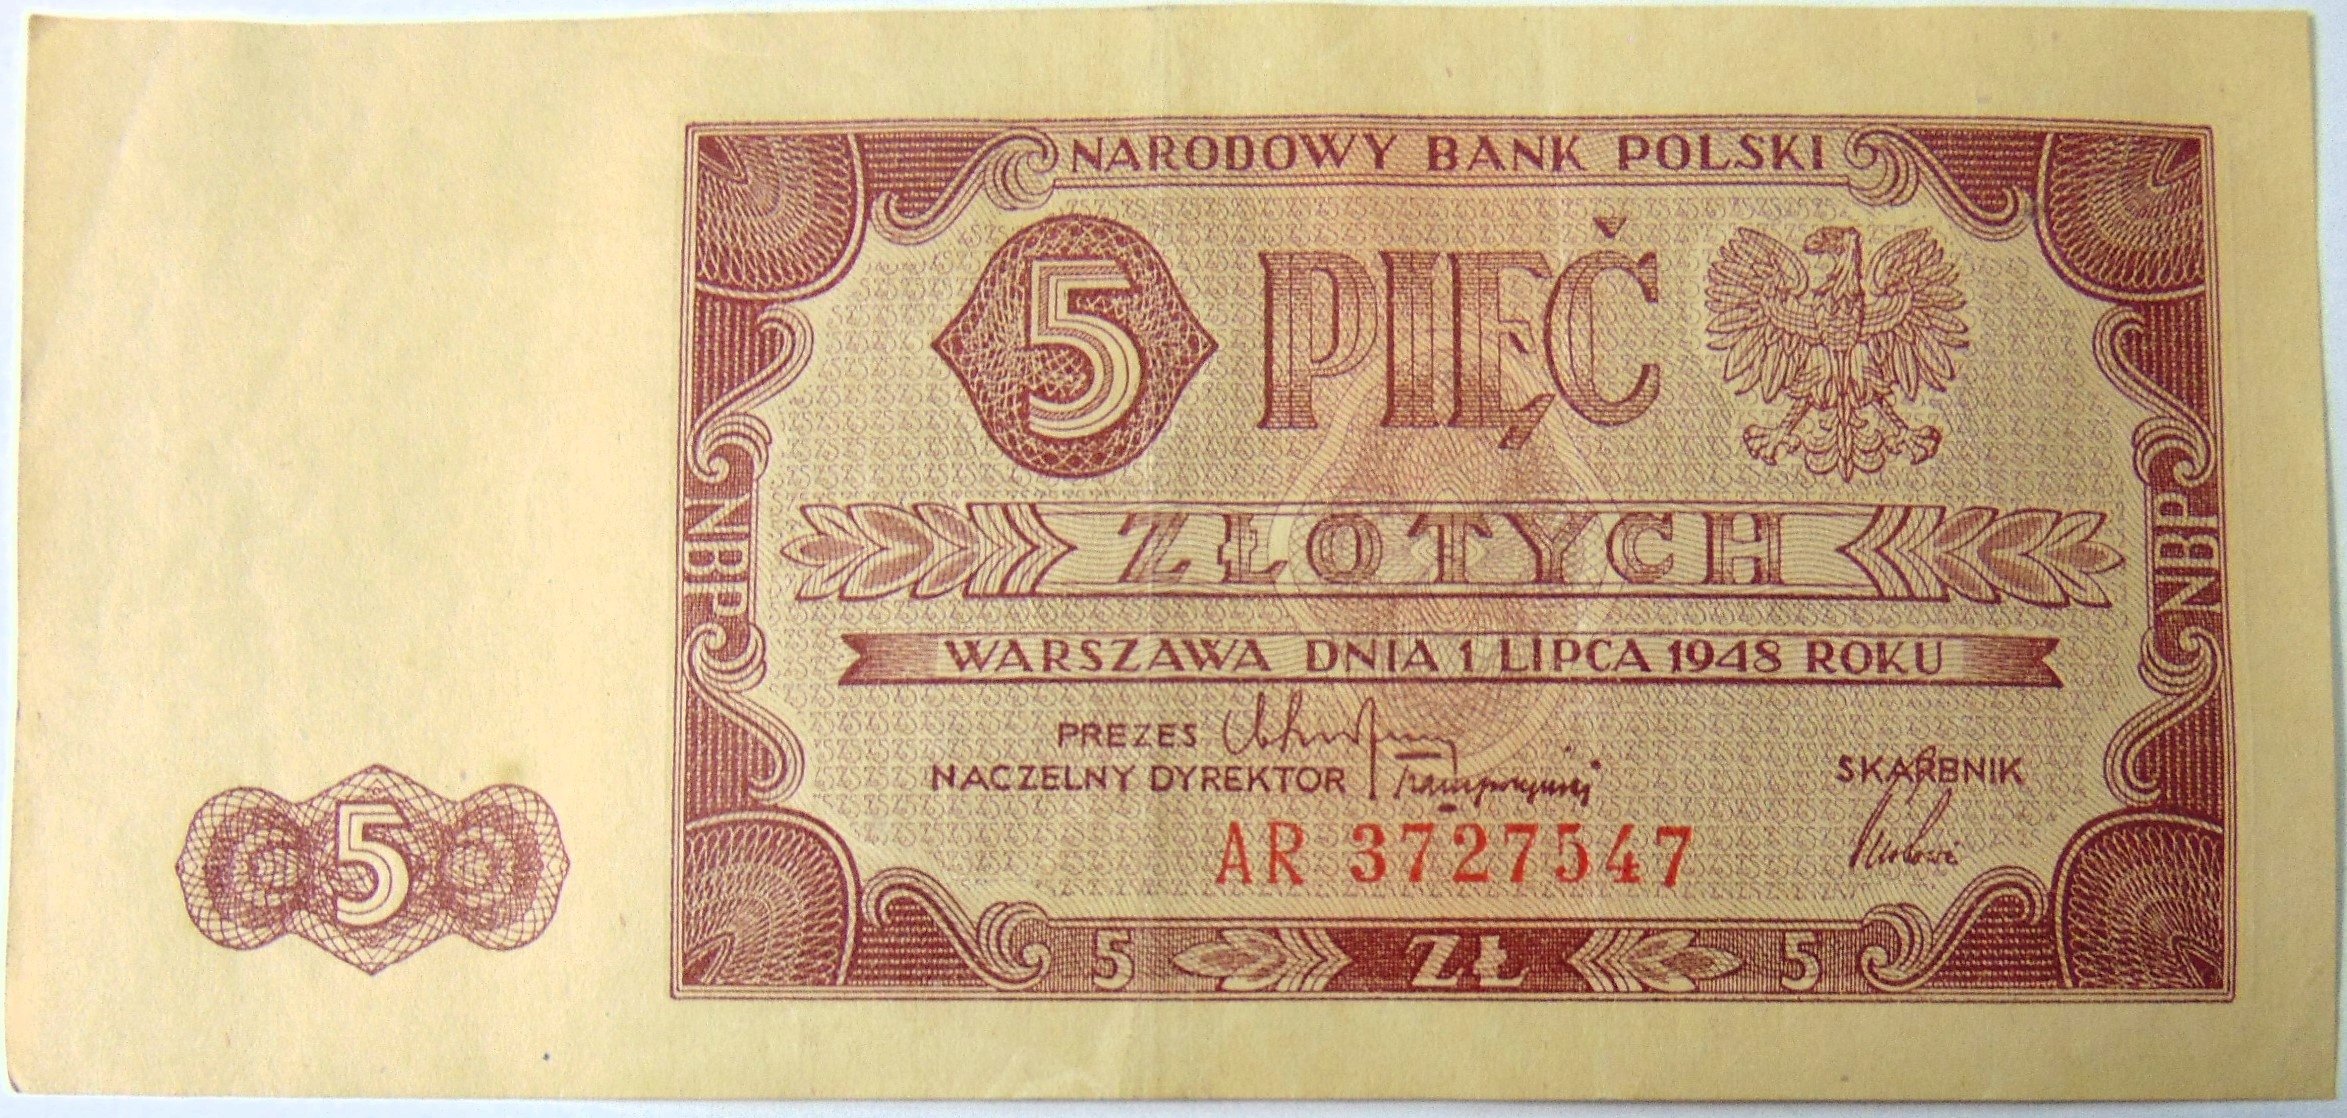 NARODOWY BANK POLSKI
5 PIĘČ
ZŁOTYCH
NBP
NBP
WARSZAWA DNIA 1 LIPCA 1948 ROKU
PREZES
NACZELNY DYREKTOR
SKARBNIK
AR 3727547
5 ZŁ 5
5